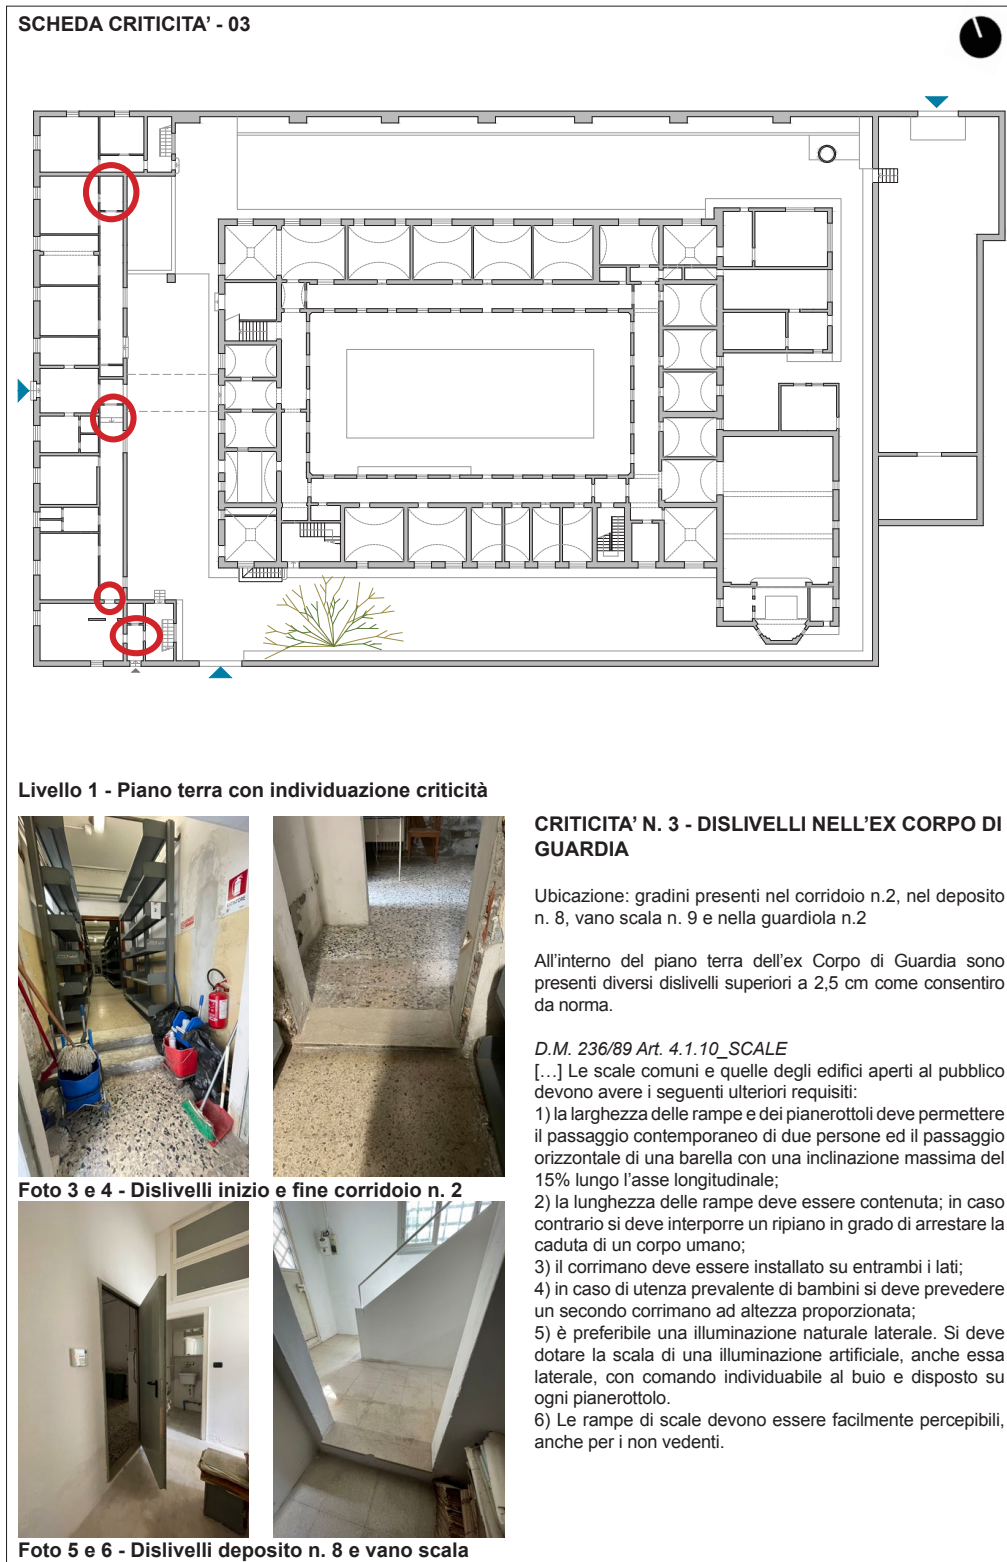 SCHEDA CRITICITA' - 03
Livello 1 - Piano terra con individuazione criticità
CRITICITA' N. 3 - DISLIVELLI NELL'EX CORPO DI
GUARDIA
Ubicazione: gradini presenti nel corridoio n.2, nel deposito
n. 8, vano scala n. 9 e nella guardiola n.2
All'interno del piano terra dell'ex Corpo di Guardia sono
presenti diversi dislivelli superiori a 2,5 cm come consentiro
da norma.
D.M. 236/89 Art. 4.1.10_SCALE
[…] Le scale comuni e quelle degli edifici aperti al pubblico
devono avere i seguenti ulteriori requisiti:
1) la larghezza delle rampe e dei pianerottoli deve permettere
il passaggio contemporaneo di due persone ed il passaggio
orizzontale di una barella con una inclinazione massima del
15% lungo l'asse longitudinale;
2) la lunghezza delle rampe deve essere contenuta; in caso
contrario si deve interporre un ripiano in grado di arrestare la
caduta di un corpo umano;
3) il corrimano deve essere installato su entrambi i lati;
4) in caso di utenza prevalente di bambini si deve prevedere
un secondo corrimano ad altezza proporzionata;
5) è preferibile una illuminazione naturale laterale. Si deve
dotare la scala di una illuminazione artificiale, anche essa
laterale, con comando individuabile al buio e disposto su
ogni pianerottolo.
6) Le rampe di scale devono essere facilmente percepibili,
anche per i non vedenti.
Foto 3 e 4 - Dislivelli inizio e fine corridoio n. 2
Foto 5 e 6 - Dislivelli deposito n. 8 e vano scala